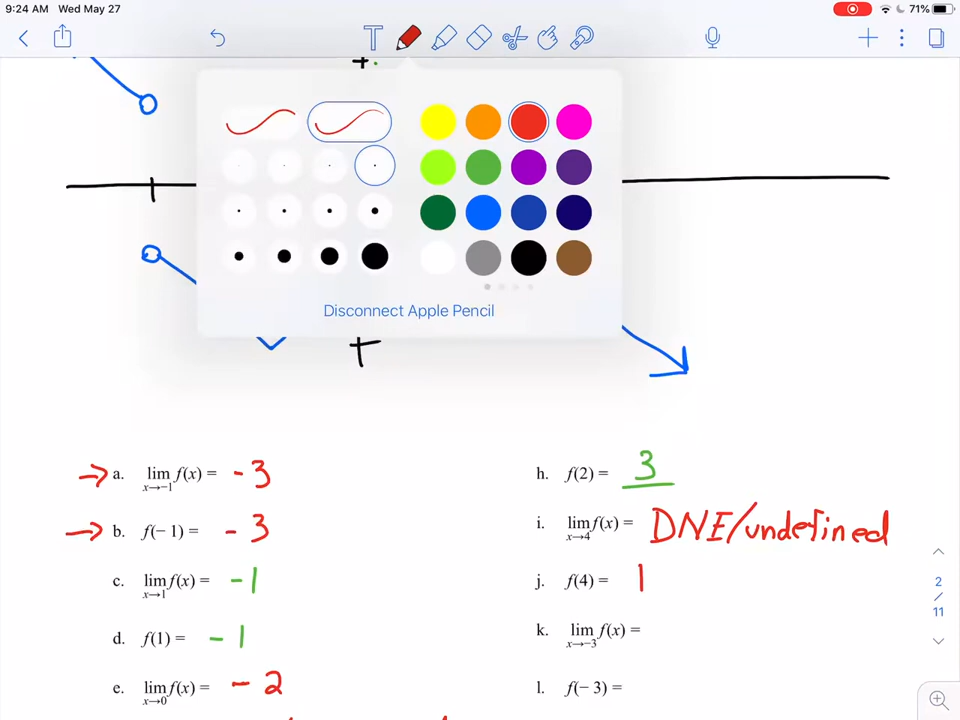 9:24 AM Wed May 27
71%
T
Disconnect Apple Pencil
a. lim f(x) = - 3
x→−1
b. f(− 1) = - 3
c. lim f(x) = -1
x→1
d. f(1) = - 1
e. lim f(x) = - 2
x→0
h. f(2) = 3
i. lim f(x) = DNE/undefined
x→4
j. f(4) = 1
k. lim f(x) =
x→−3
l. f(− 3) =
2
/
11